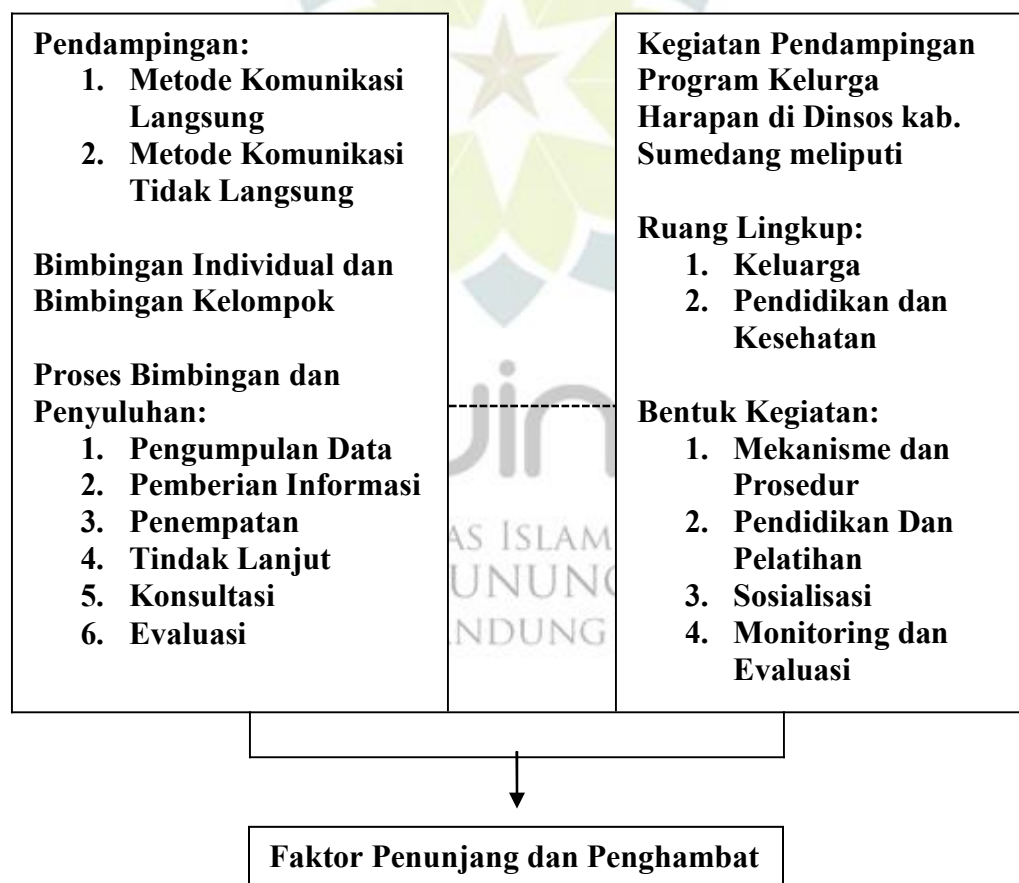 Pendampingan:
1. Metode Komunikasi
Langsung
2. Metode Komunikasi
Tidak Langsung
Bimbingan Individual dan
Bimbingan Kelompok
Proses Bimbingan dan
Penyuluhan:
1. Pengumpulan Data
2. Pemberian Informasi
3. Penempatan
4. Tindak Lanjut
5. Konsultasi
6. Evaluasi
Kegiatan Pendampingan
Program Kelurga
Harapan di Dinsos kab.
Sumedang meliputi
Ruang Lingkup:
1. Keluarga
2. Pendidikan dan
Kesehatan
Bentuk Kegiatan:
1. Mekanisme dan
Prosedur
2. Pendidikan Dan
Pelatihan
3. Sosialisasi
4. Monitoring dan
Evaluasi
uin
ISLAM
Faktor Penunjang dan Penghambat